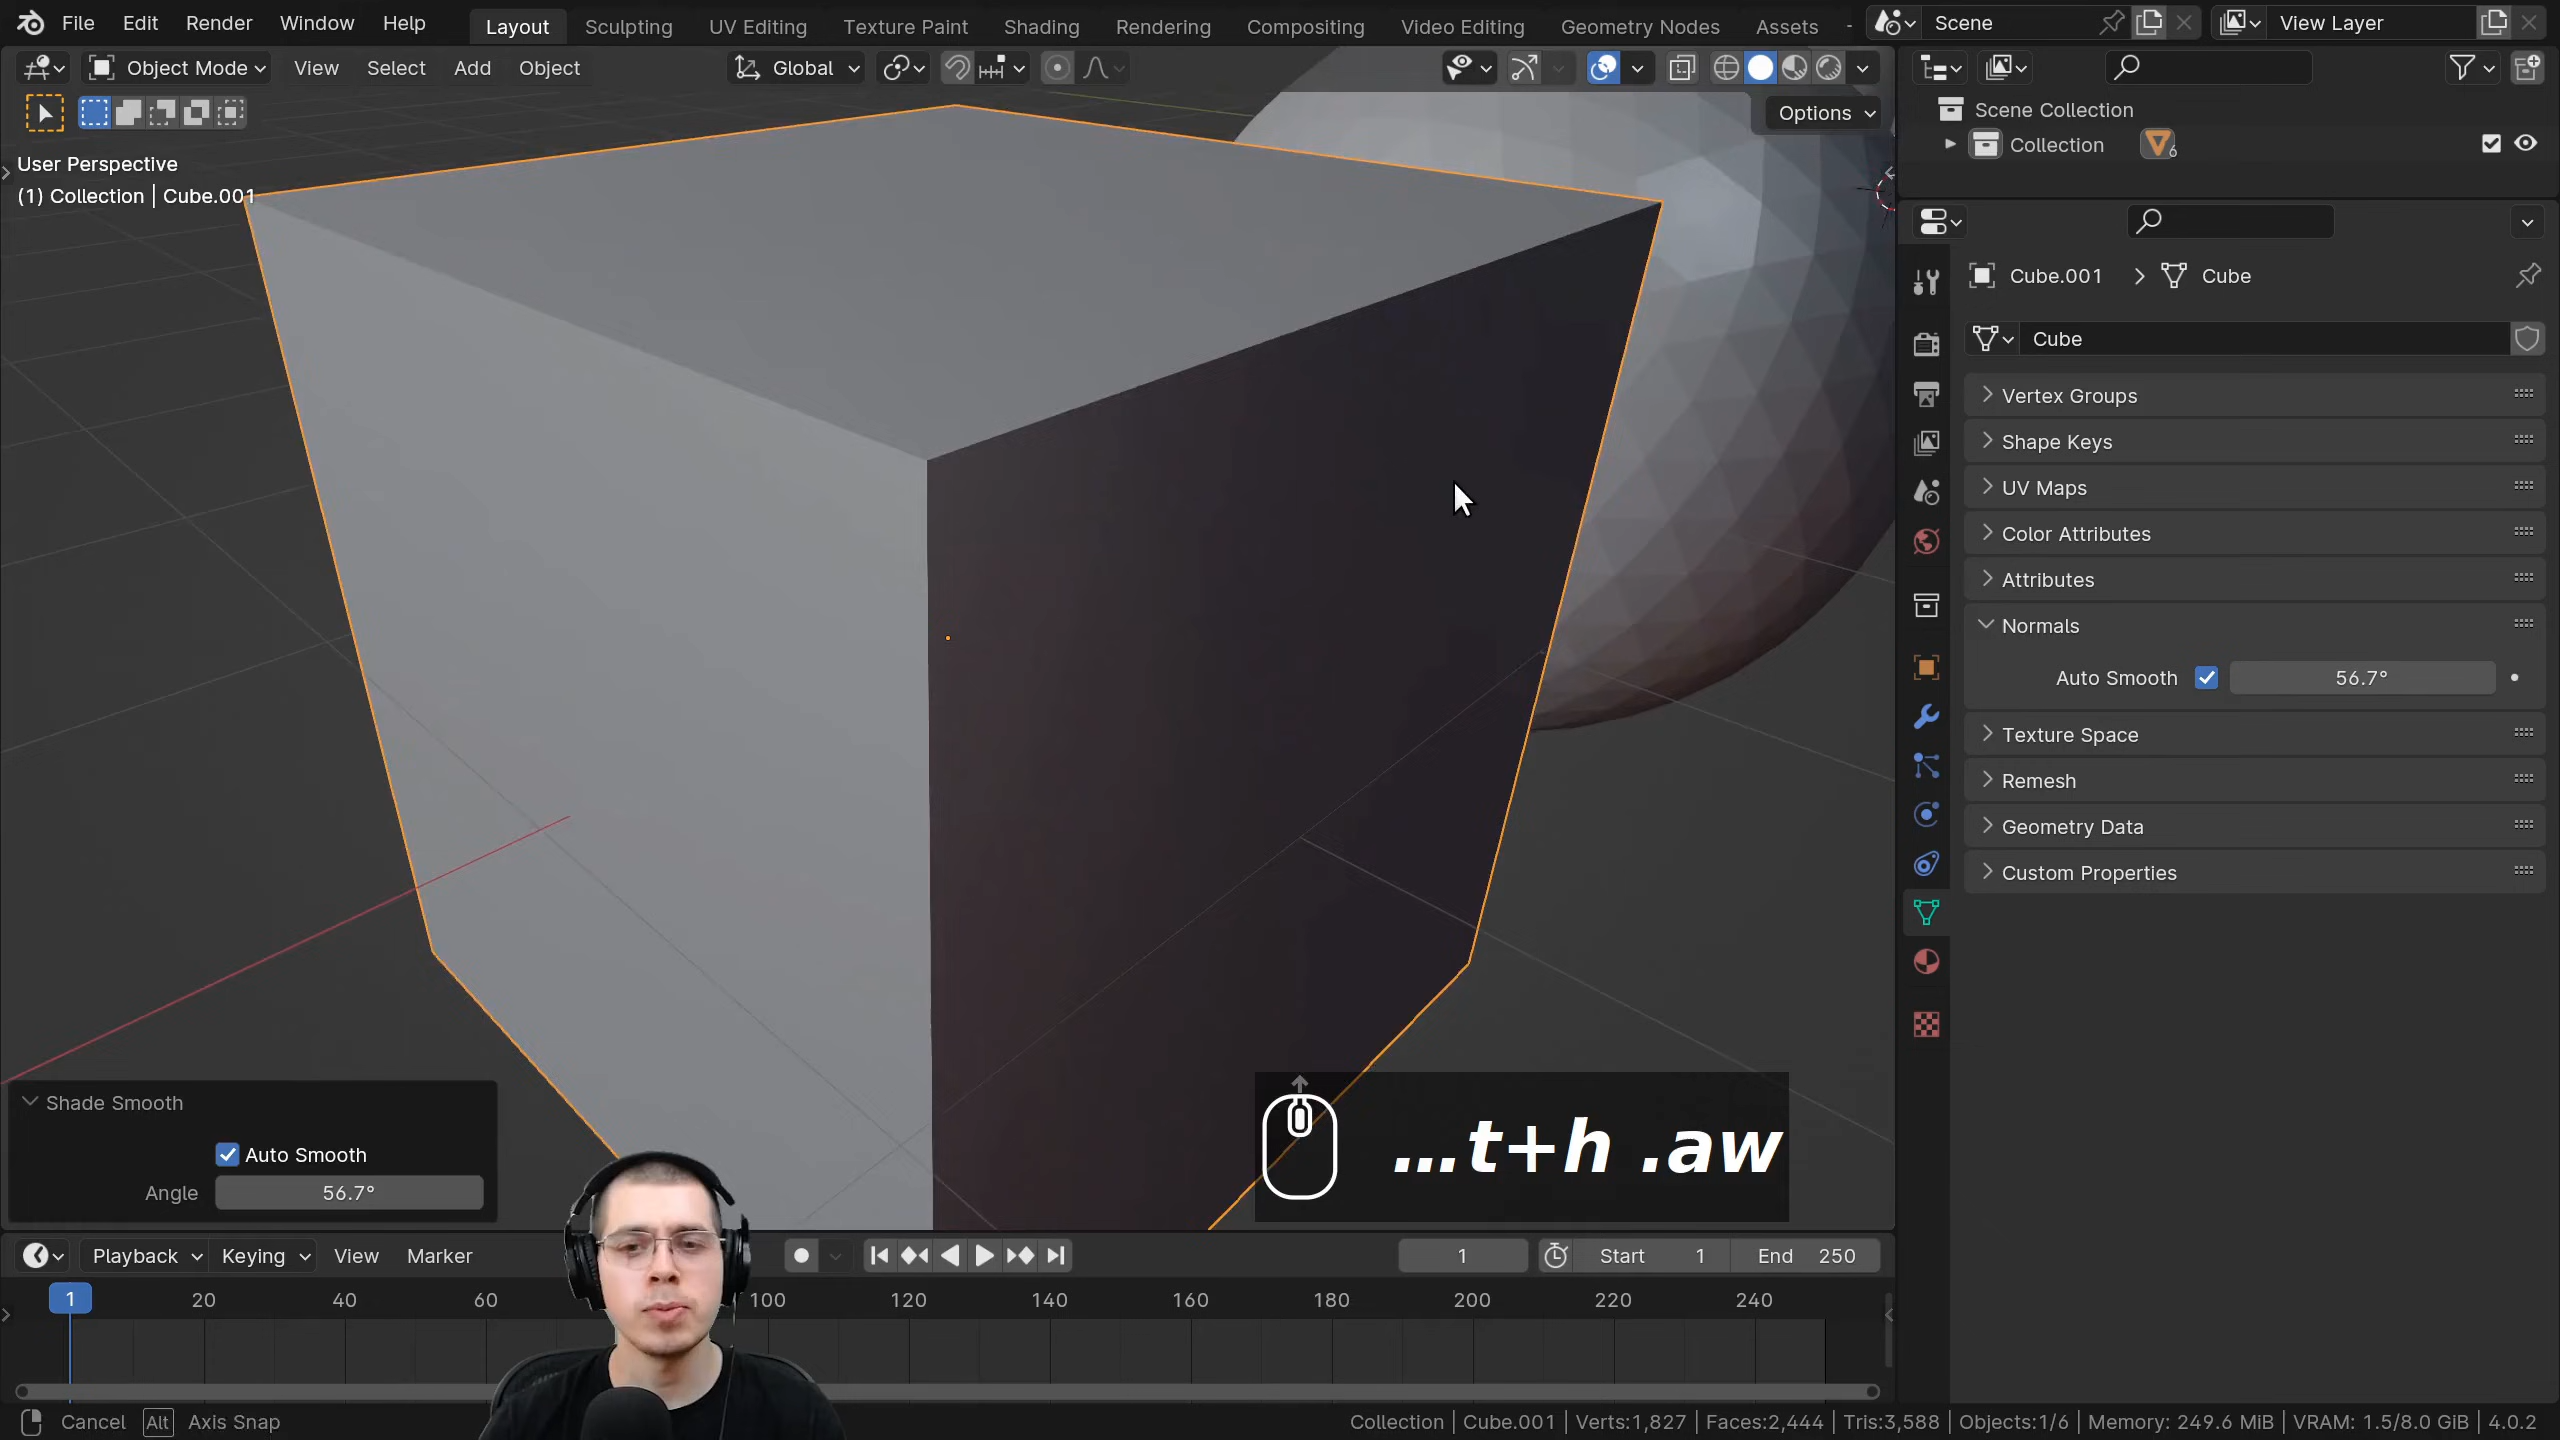 File Edit Render Window Help Layout Sculpting UV Editing Texture Paint Shading Rendering Compositing Video Editing Geometry Nodes Assets Scene View Layer
Object Mode View Select Add Object Global
Options
User Perspective
(1) Collection | Cube.001
Scene Collection
Collection 6
Cube.001 > Cube
Cube
Vertex Groups
Shape Keys
UV Maps
Color Attributes
Attributes
Normals
Auto Smooth 56.7°
Texture Space
Remesh
Geometry Data
Custom Properties
Shade Smooth
Auto Smooth
Angle 56.7°
...t+h .aw
Playback Keying View Marker 1 Start 1 End 250
1 20 40 60 100 120 140 160 180 200 220 240
Cancel Alt Axis Snap
Collection | Cube.001 | Verts:1,827 | Faces:2,444 | Tris:3,588 | Objects:1/6 | Memory: 249.6 MiB | VRAM: 1.5/8.0 GiB | 4.0.2